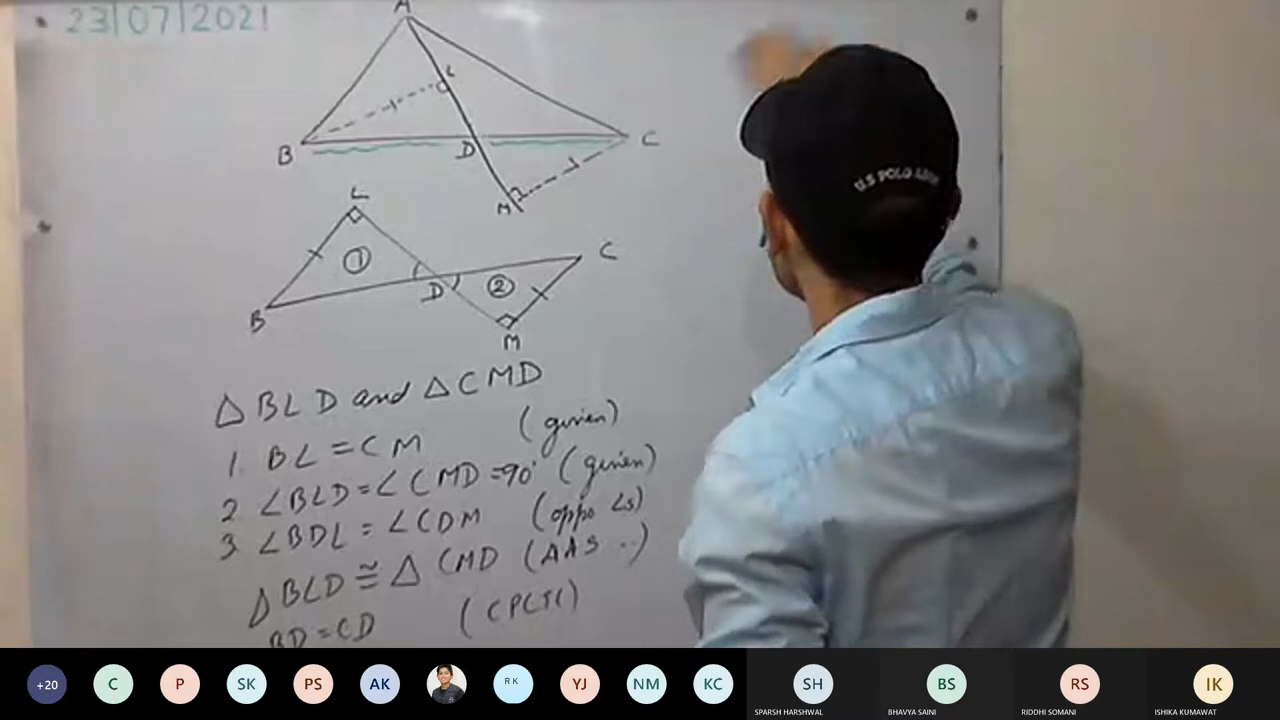 23/07/2021
A
L
B
D
C
M
L
①
C
D
②
B
M
△ BLD and △ CMD
1. BL = CM (given)
2 ∠BLD = ∠CMD = 90° (given)
3 ∠BDL = ∠CDM (oppo ∠s)
△ BLD ≅ △ CMD (AAS ..)
BD = CD (CPCTC)
U.S POLO ASSN
+20
C
P
SK
PS
AK
RK
YJ
NM
KC
SH
BS
RS
IK
SPARSH HARSHWAL
BHAVYA SAINI
RIDDHI SOMANI
ISHIKA KUMAWAT